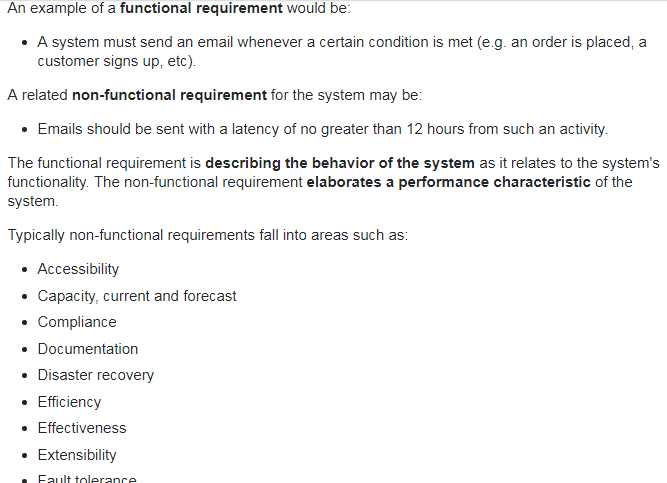 An example of a functional requirement would be:
• A system must send an email whenever a certain condition is met (e.g. an order is placed, a
customer signs up, etc).
A related non-functional requirement for the system may be:
• Emails should be sent with a latency of no greater than 12 hours from such an activity.
The functional requirement is describing the behavior of the system as it relates to the system's
functionality. The non-functional requirement elaborates a performance characteristic of the
system.
Typically non-functional requirements fall into areas such as:
• Accessibility
• Capacity, current and forecast
• Compliance
• Documentation
• Disaster recovery
• Efficiency
• Effectiveness
• Extensibility
• Fault tolerance